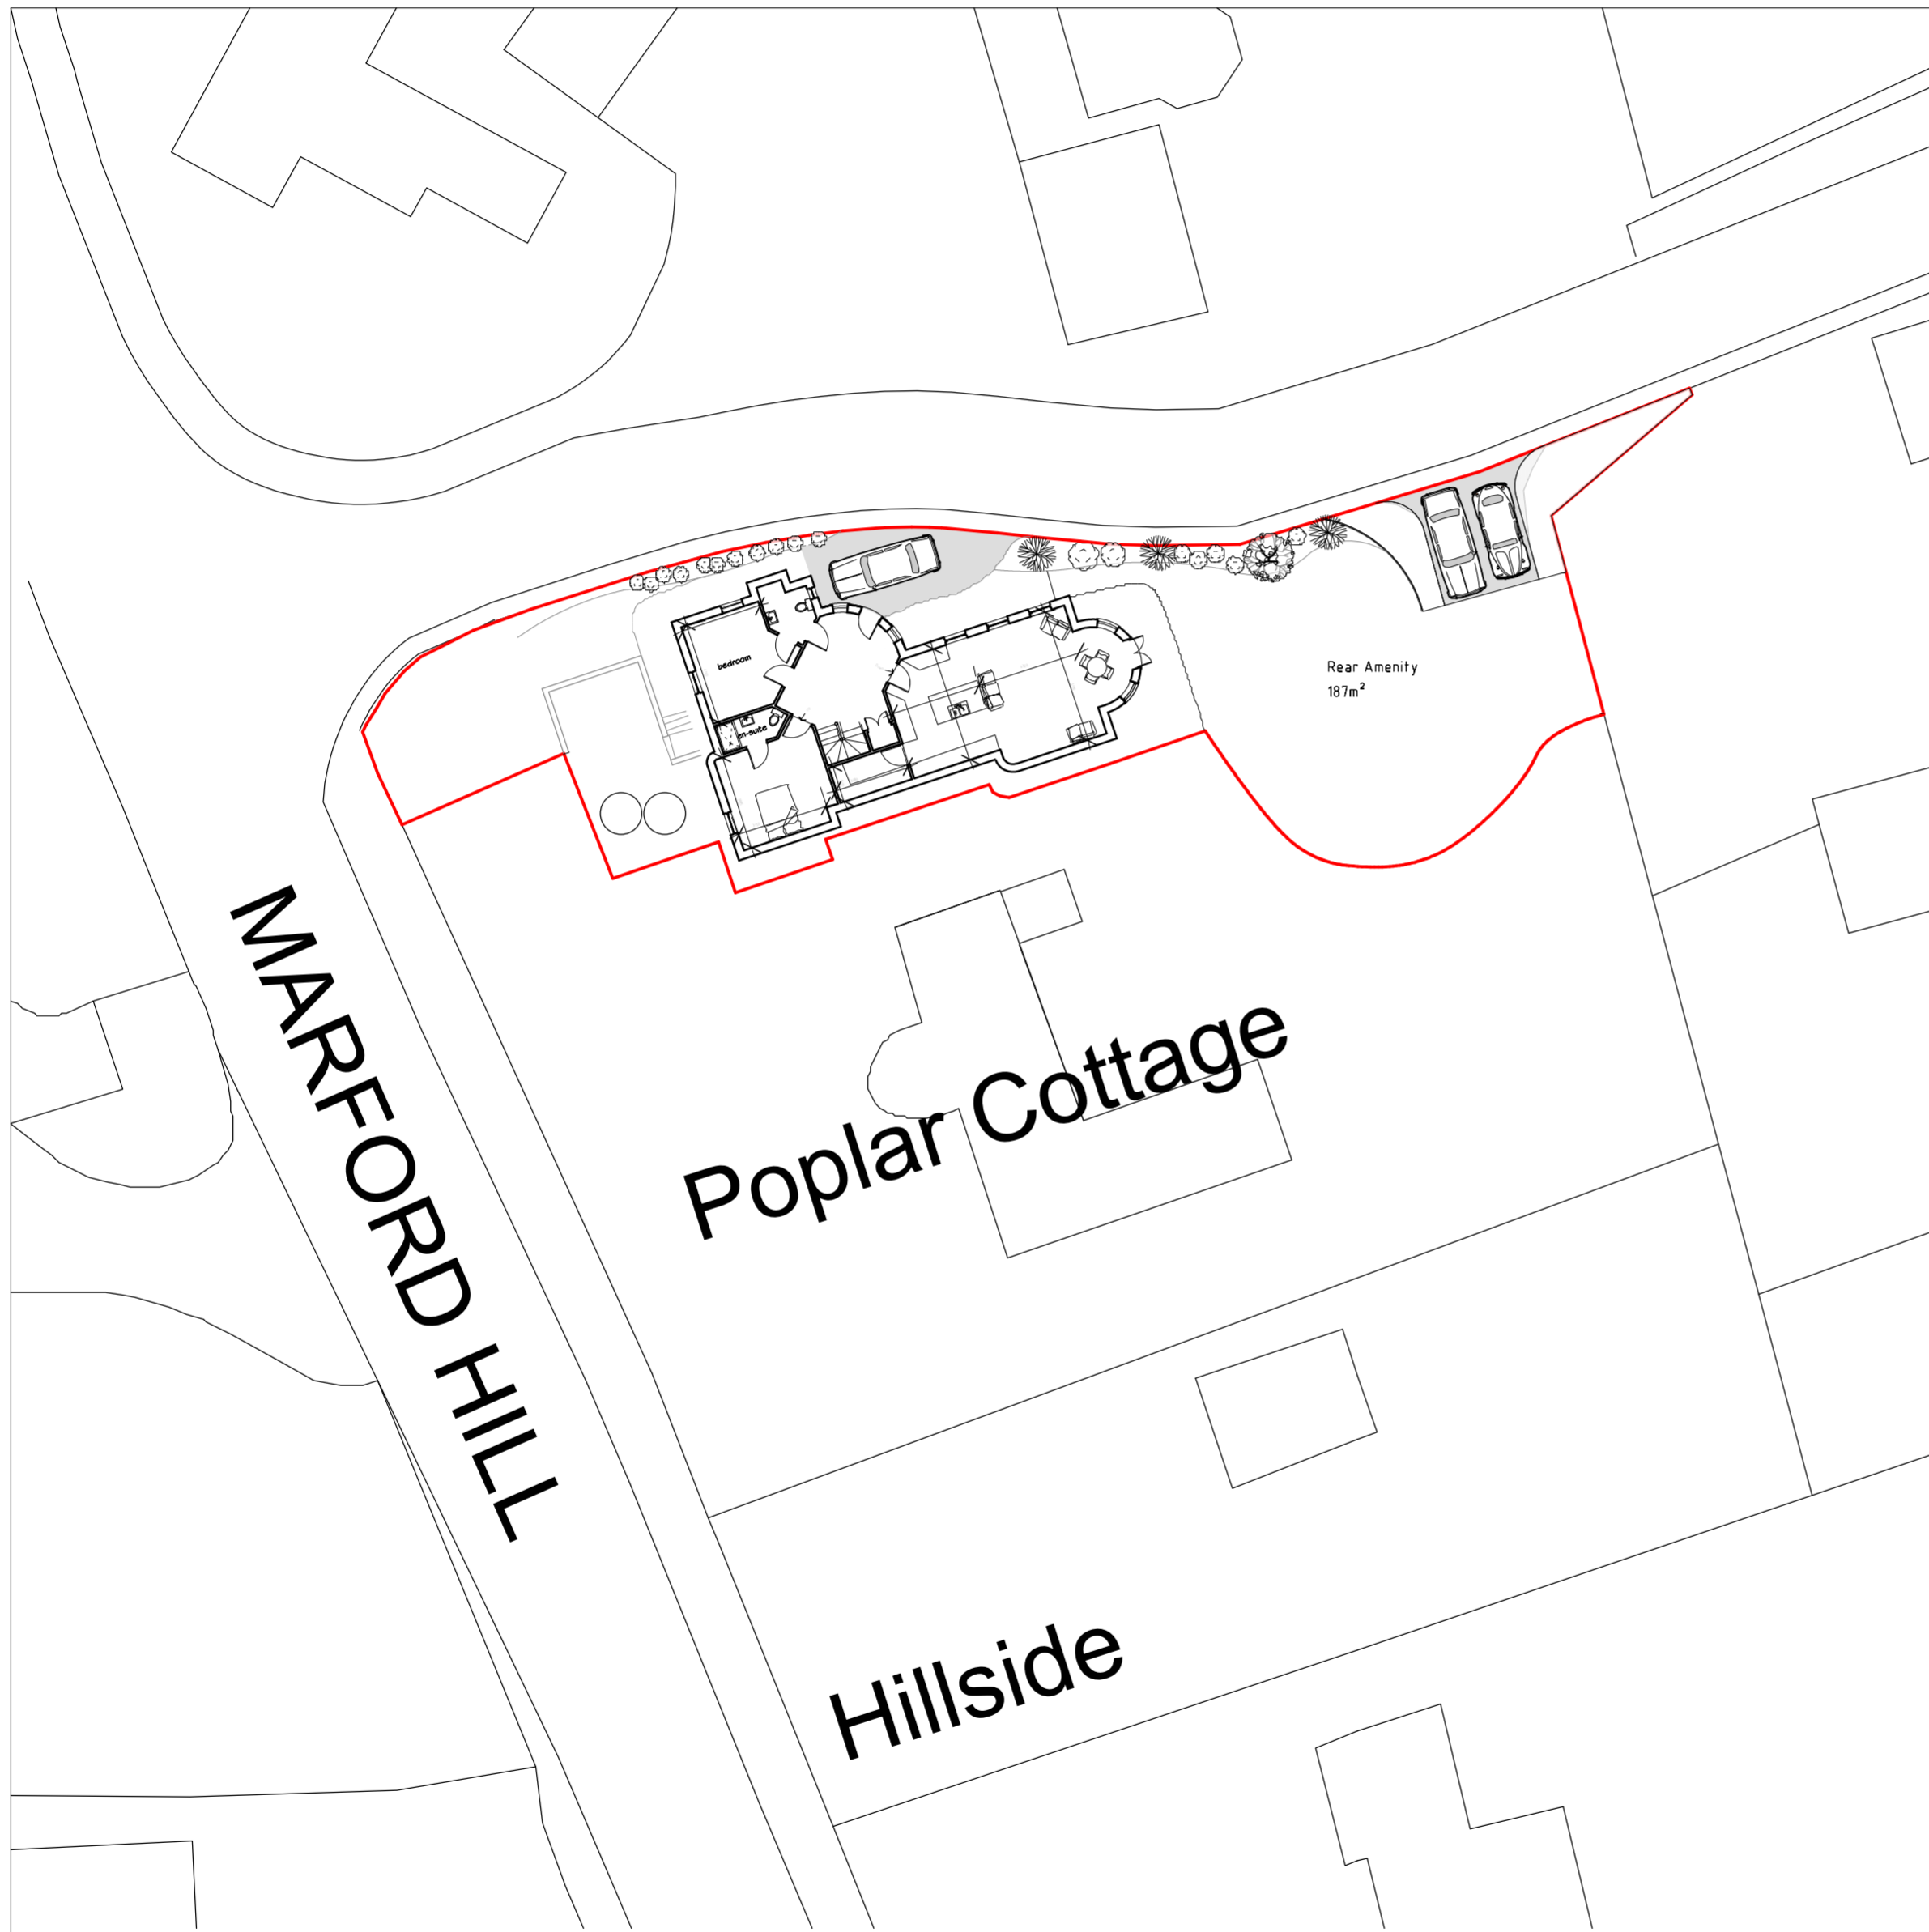 bedroom
en-suite
Rear Amenity
187m²
MARFORD HILL
Poplar Cottage
Hillside